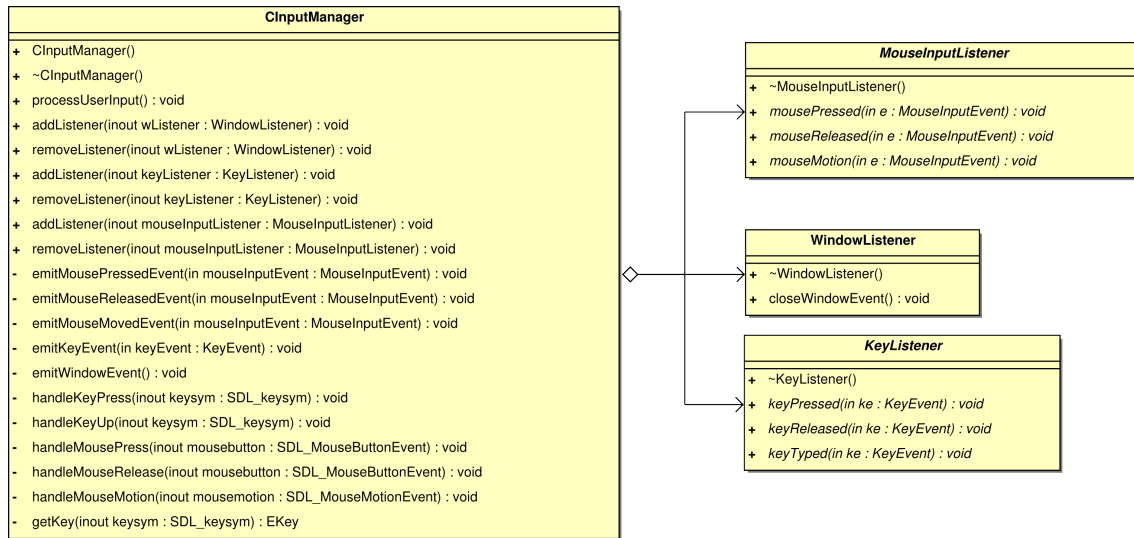 CInputManager
+ CInputManager()
+ ~CInputManager()
+ processUserInput() : void
+ addListener(inout wListener : WindowListener) : void
+ removeListener(inout wListener : WindowListener) : void
+ addListener(inout keyListener : KeyListener) : void
+ removeListener(inout keyListener : KeyListener) : void
+ addListener(inout mouseInputListener : MouseInputListener) : void
+ removeListener(inout mouseInputListener : MouseInputListener) : void
- emitMousePressedEvent(in mouseInputEvent : MouseInputEvent) : void
- emitMouseReleasedEvent(in mouseInputEvent : MouseInputEvent) : void
- emitMouseMovedEvent(in mouseInputEvent : MouseInputEvent) : void
- emitKeyEvent(in keyEvent : KeyEvent) : void
- emitWindowEvent() : void
- handleKeyPress(inout keysym : SDL_keysym) : void
- handleKeyUp(inout keysym : SDL_keysym) : void
- handleMousePress(inout mousebutton : SDL_MouseButtonEvent) : void
- handleMouseRelease(inout mousebutton : SDL_MouseButtonEvent) : void
- handleMouseMotion(inout mousemotion : SDL_MouseMotionEvent) : void
- getKey(inout keysym : SDL_keysym) : EKey
MouseInputListener
+ ~MouseInputListener()
+ mousePressed(in e : MouseInputEvent) : void
+ mouseReleased(in e : MouseInputEvent) : void
+ mouseMotion(in e : MouseInputEvent) : void
WindowListener
+ ~WindowListener()
+ closeWindowEvent() : void
KeyListener
+ ~KeyListener()
+ keyPressed(in ke : KeyEvent) : void
+ keyReleased(in ke : KeyEvent) : void
+ keyTyped(in ke : KeyEvent) : void